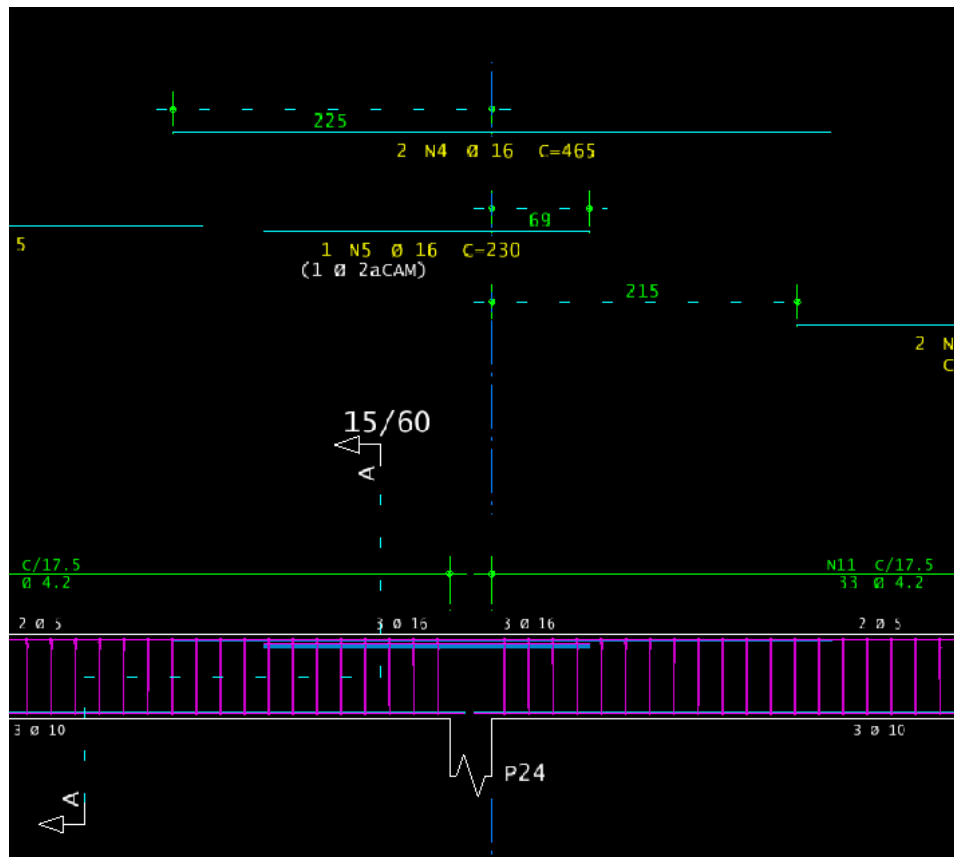 225
2 N4 Ø 16 C=465
69
5
1 N5 Ø 16 C-230
(1 Ø 2aCAM)
215
2 N
C
15/60
A
C/17.5
Ø 4.2
N11 C/17.5
33 Ø 4.2
2 Ø 5
3 Ø 16
3 Ø 16
2 Ø 5
3 Ø 10
3 Ø 10
P24
A